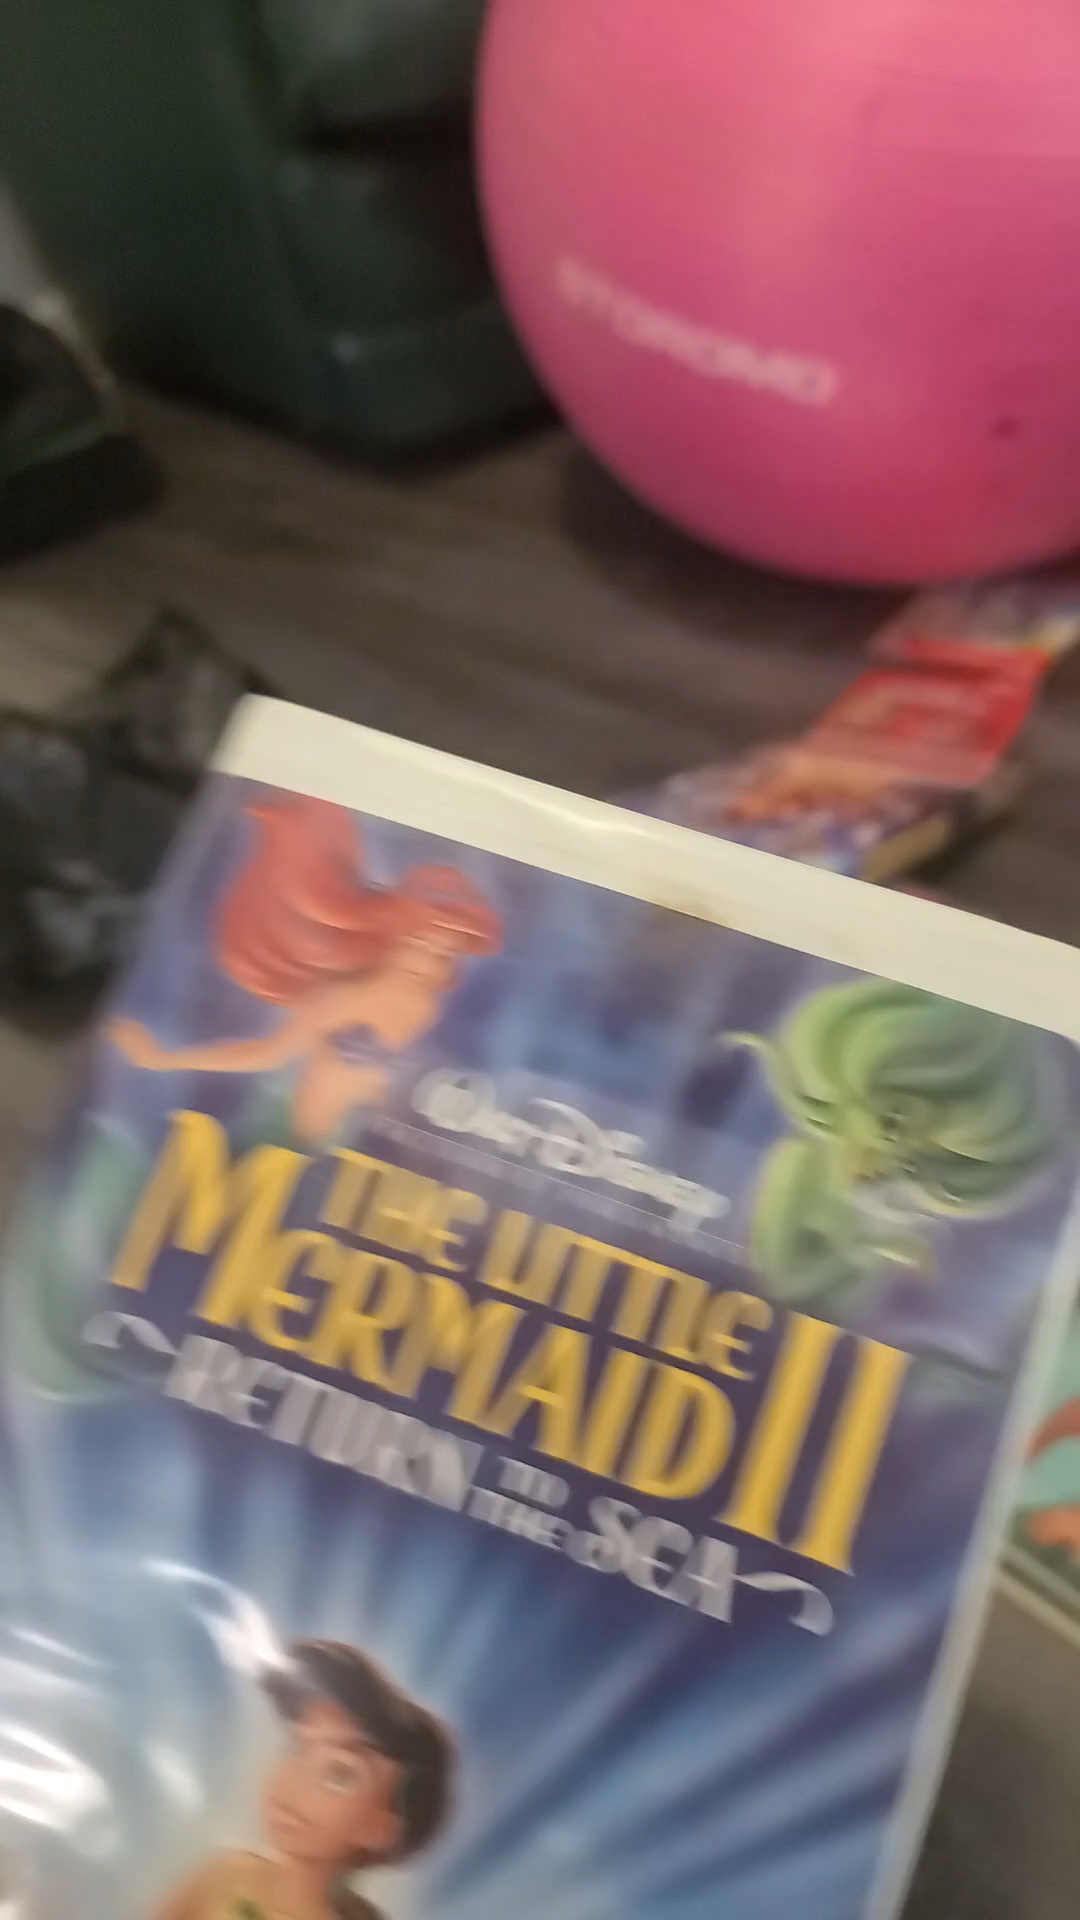 WALT DISNEY
THE LITTLE
MERMAID II
RETURN TO THE SEA